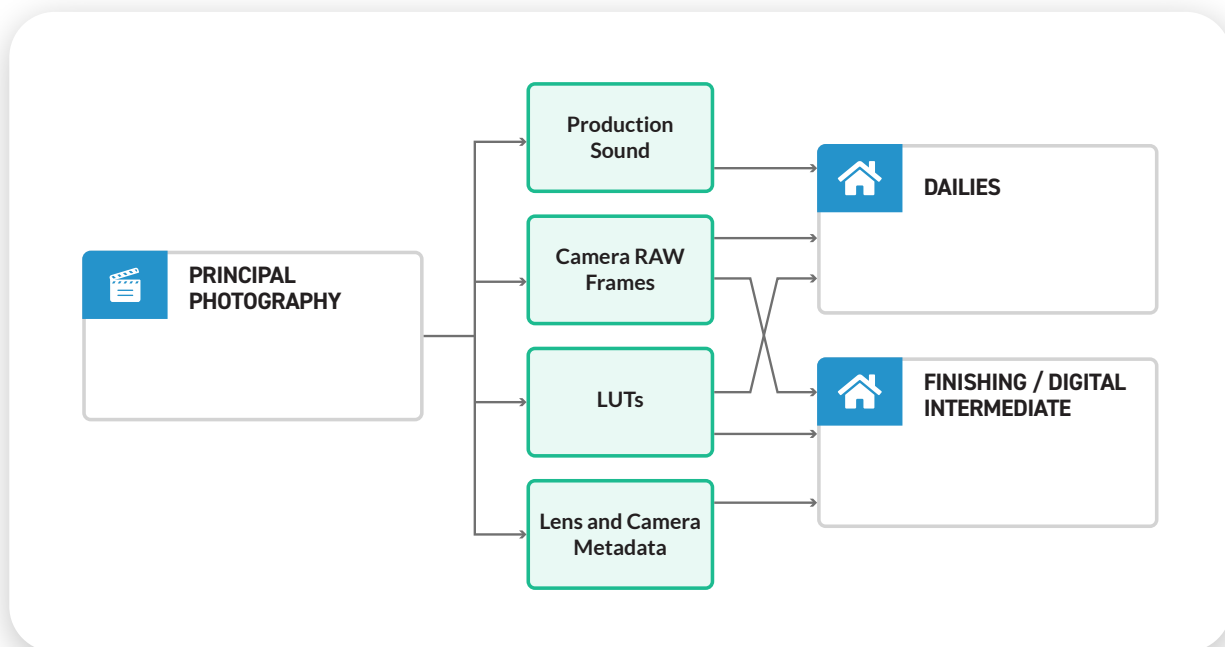 PRINCIPAL
PHOTOGRAPHY
Production
Sound
Camera RAW
Frames
LUTs
Lens and Camera
Metadata
DAILIES
FINISHING / DIGITAL
INTERMEDIATE